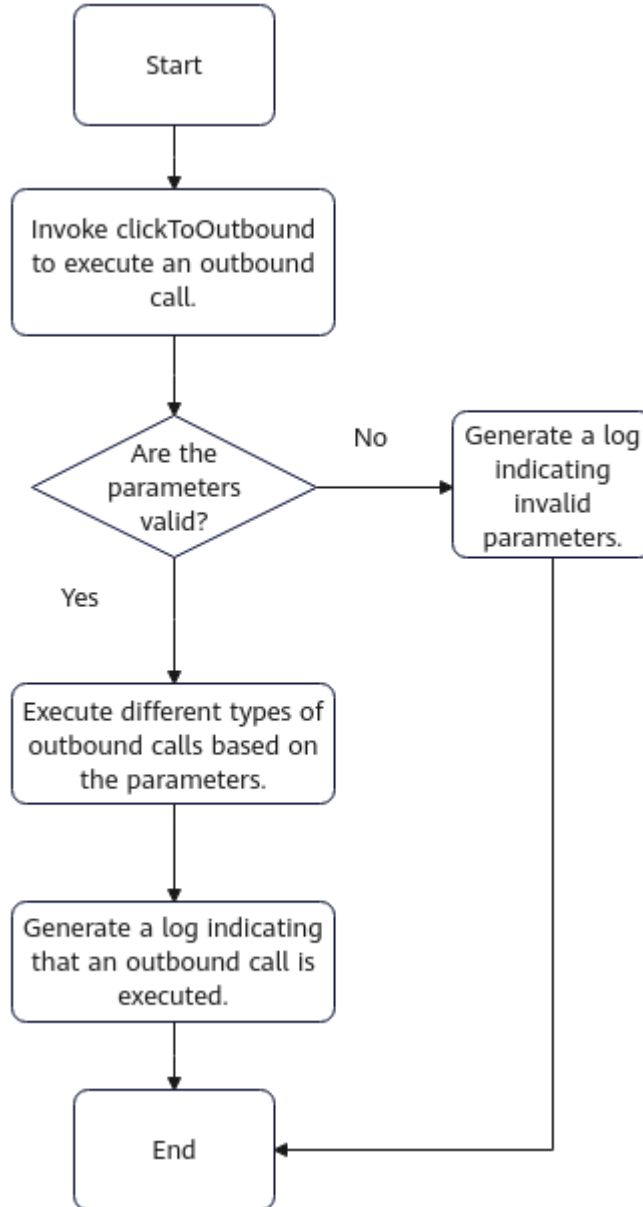 Start
Invoke clickToOutbound
to execute an outbound
call.
Are the
parameters
valid?
No
Generate a log
indicating
invalid
parameters.
Yes
Execute different types of
outbound calls based on
the parameters.
Generate a log indicating
that an outbound call is
executed.
End